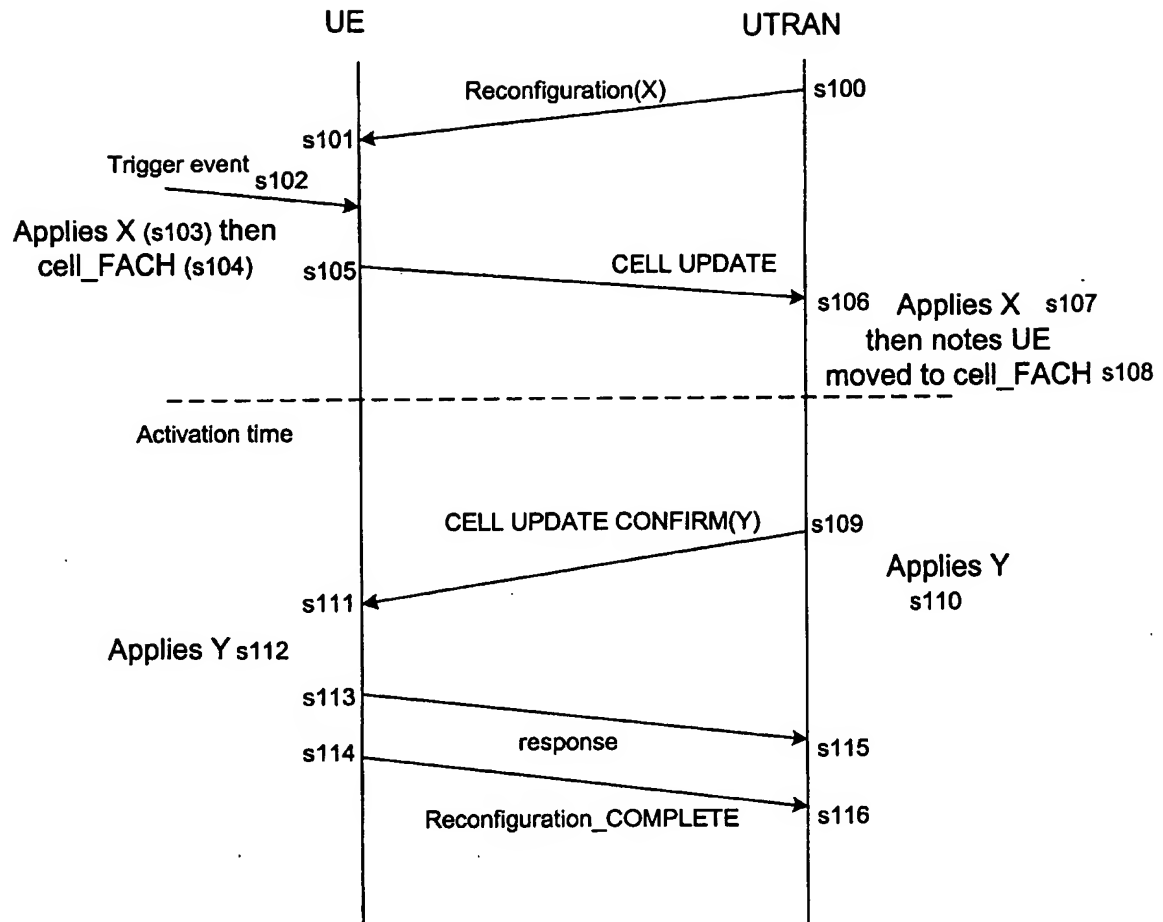 UE
UTRAN
Reconfiguration(X)
s100
s101
Trigger event
s102
Applies X (s103) then
cell_FACH (s104)
s105
CELL UPDATE
s106
Applies X s107
then notes UE
moved to cell_FACH s108
Activation time
CELL UPDATE CONFIRM(Y)
s109
Applies Y
s110
s111
Applies Y s112
s113
response
s115
s114
Reconfiguration_COMPLETE
s116